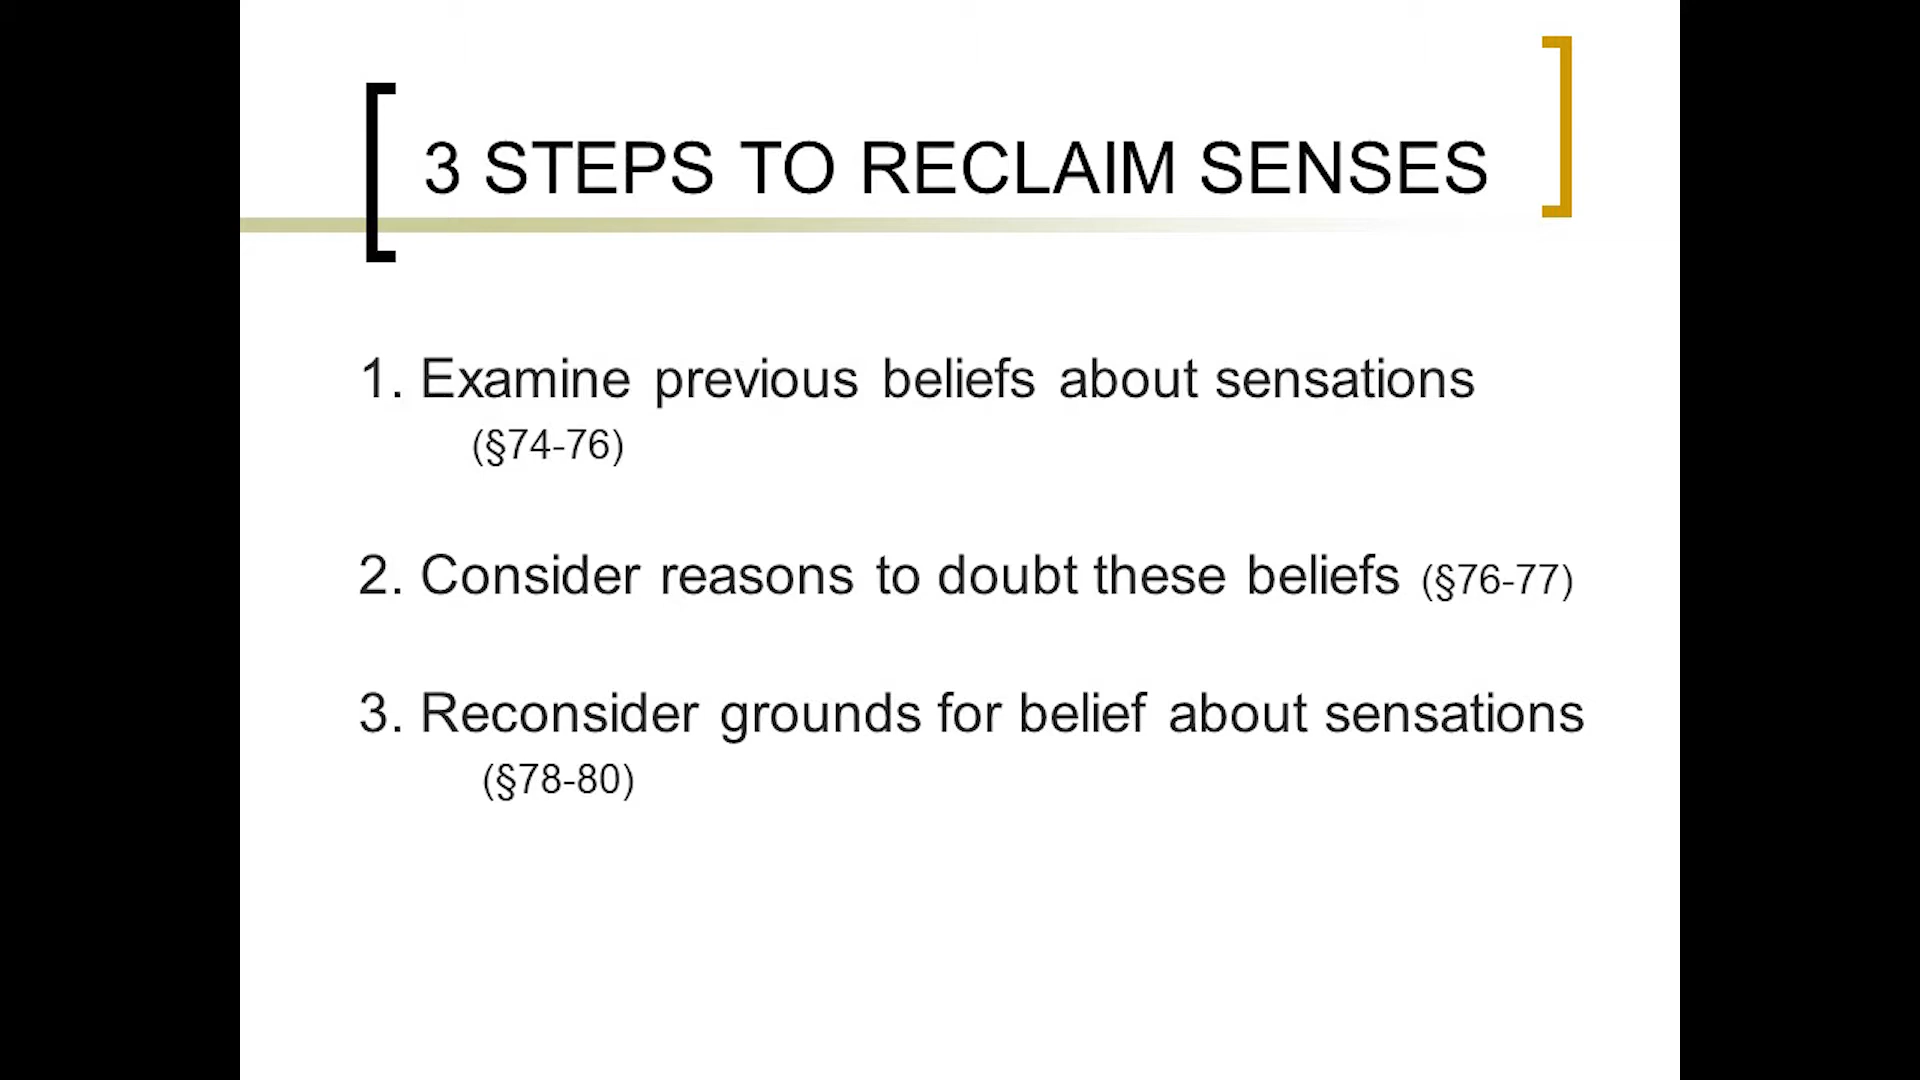 3 STEPS TO RECLAIM SENSES
1. Examine previous beliefs about sensations
(§74-76)
2. Consider reasons to doubt these beliefs (§76-77)
3. Reconsider grounds for belief about sensations
(§78-80)